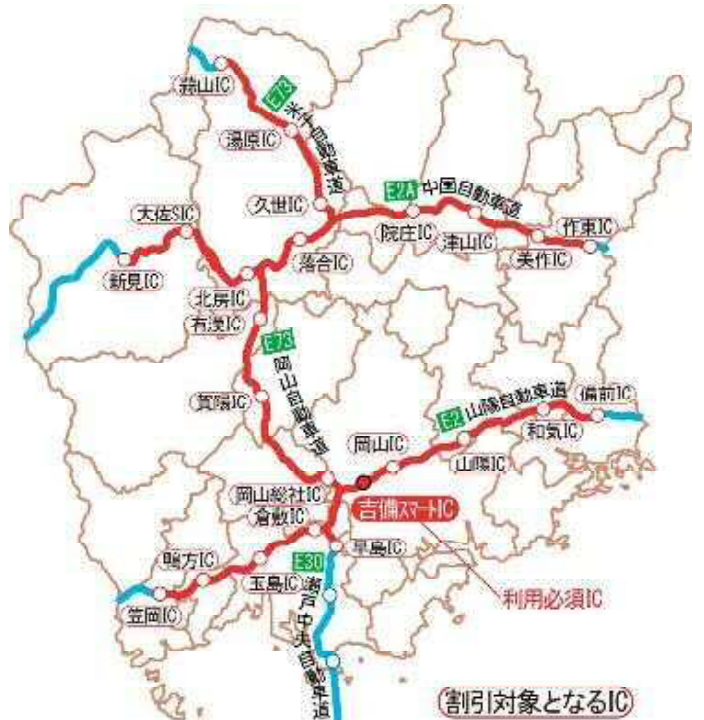 蒜山IC
E73
米子自動車道
湯原IC
久世IC
E2A
中国自動車道
大佐SIC
院庄IC
津山IC
作東IC
美作IC
新見IC
落合IC
北房IC
有漢IC
E73
岡山自動車道
賀陽IC
E2
山陽自動車道
備前IC
和気IC
岡山IC
山陽IC
岡山総社IC
吉備スマートIC
倉敷IC
早島IC
E30
鴨方IC
玉島IC
瀬戸中央自動車道
笠岡IC
利用必須IC
割引対象となるIC